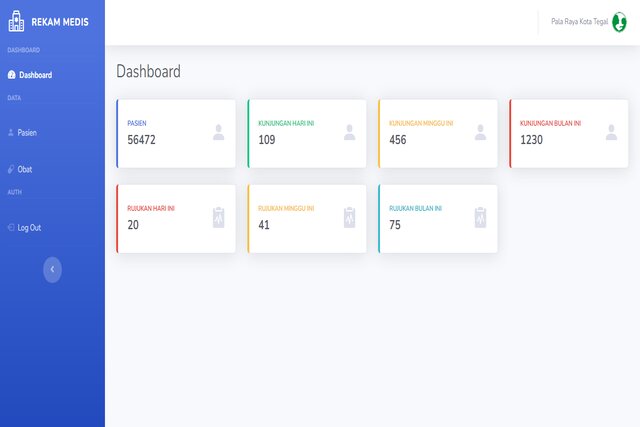 REKAM MEDIS
Pala Raya Kota Tegal
DASHBOARD
Dashboard
DATA
Pasien
Obat
AUTH
Log Out
Dashboard
PASIEN
56472
KUNJUNGAN HARI INI
109
KUNJUNGAN MINGGU INI
456
KUNJUNGAN BULAN INI
1230
RUJUKAN HARI INI
20
RUJUKAN MINGGU INI
41
RUJUKAN BULAN INI
75